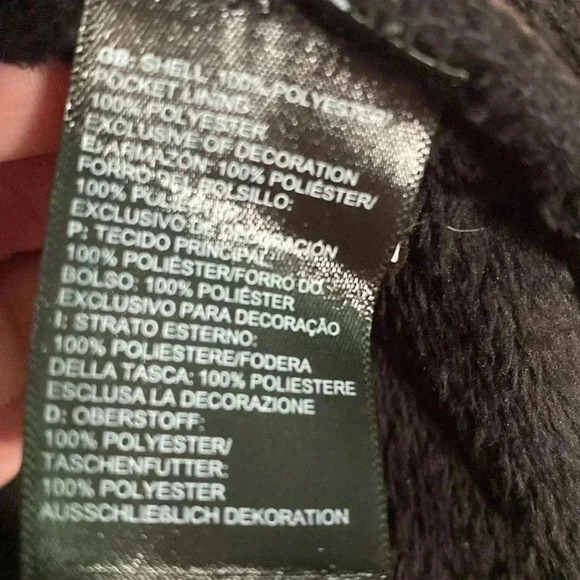 GB: SHELL: 100% POLYESTER/
POCKET LINING:
100% POLYESTER
EXCLUSIVE OF DECORATION
E: ARMAZÓN: 100% POLIÉSTER/
FORRO DEL BOLSILLO:
100% POLIÉSTER
EXCLUSIVO DE DECORACIÓN
P: TECIDO PRINCIPAL:
100% POLIÉSTER/FORRO DO
BOLSO: 100% POLIÉSTER
EXCLUSIVO PARA DECORAÇÃO
I: STRATO ESTERNO:
100% POLIESTERE/FODERA
DELLA TASCA: 100% POLIESTERE
ESCLUSA LA DECORAZIONE
D: OBERSTOFF:
100% POLYESTER/
TASCHENFUTTER:
100% POLYESTER
AUSSCHLIEßLICH DEKORATION